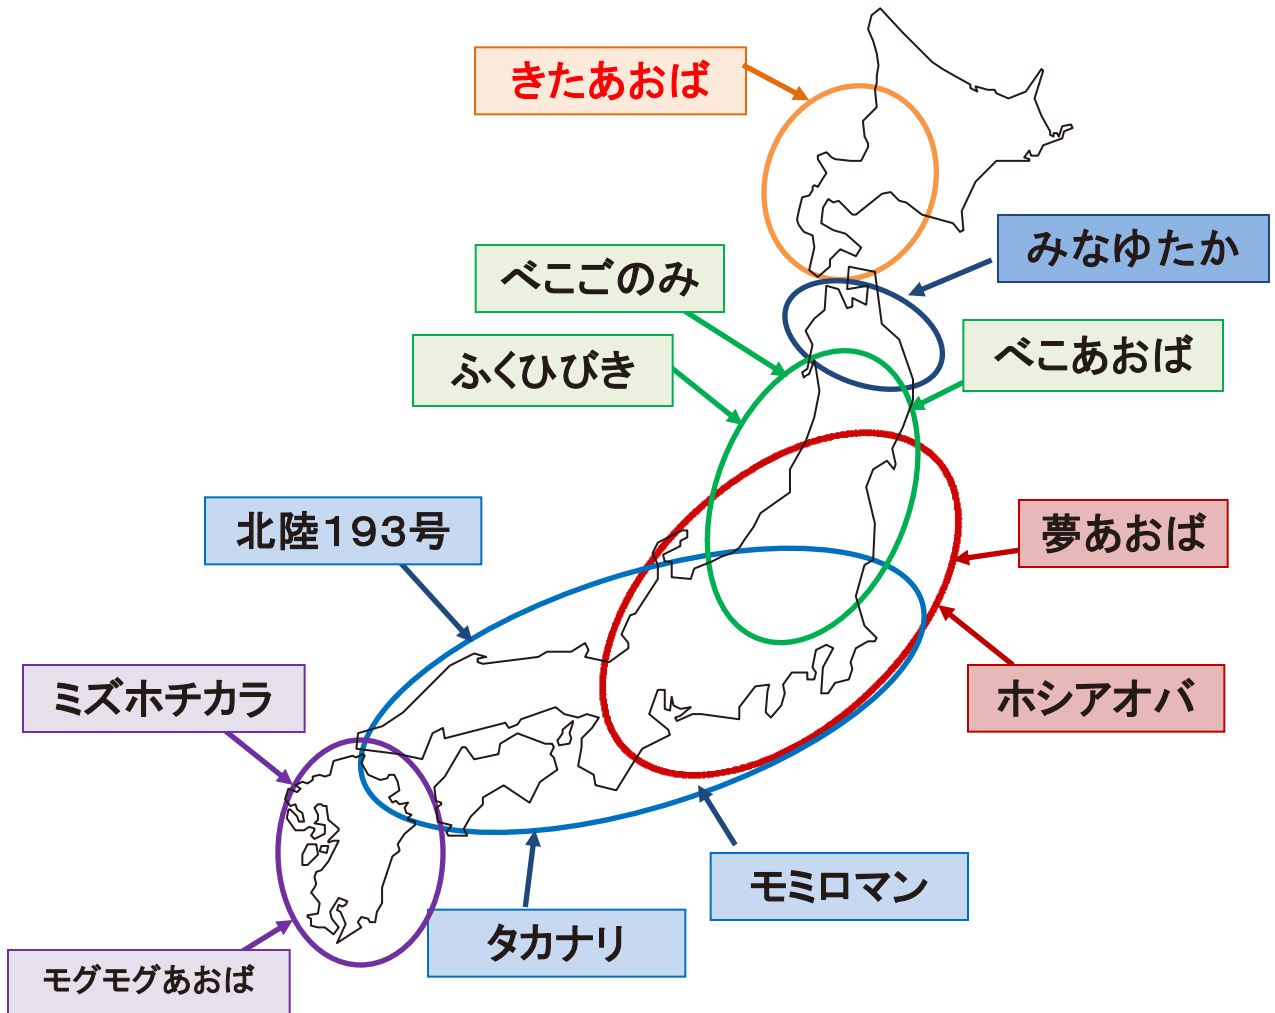 きたあおば
みなゆたか
べこごのみ
べこあおば
ふくひびき
北陸193号
夢あおば
ミズホチカラ
ホシアオバ
モミロマン
タカナリ
モグモグあおば